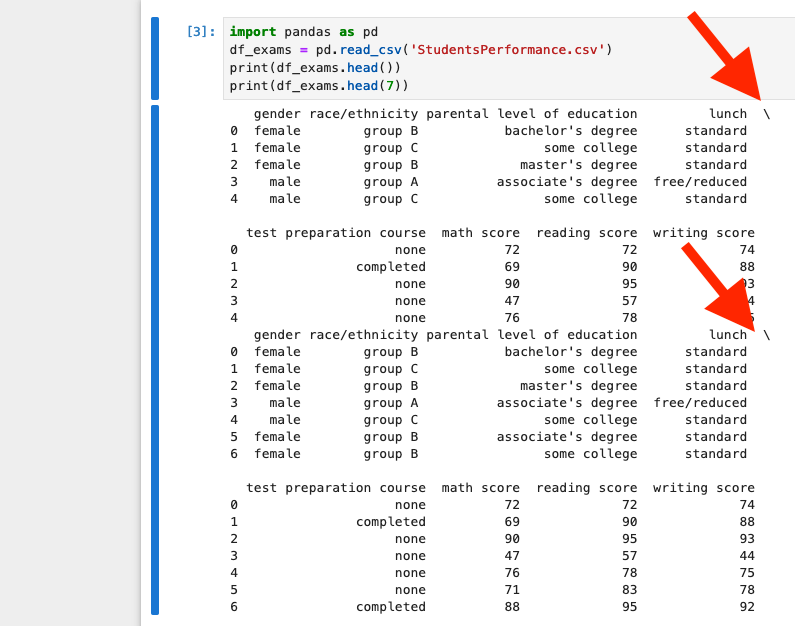 [3]: import pandas as pd
df_exams = pd.read_csv('StudentsPerformance.csv')
print(df_exams.head())
print(df_exams.head(7))
gender race/ethnicity parental level of education lunch \
0 female group B bachelor's degree standard
1 female group C some college standard
2 female group B master's degree standard
3 male group A associate's degree free/reduced
4 male group C some college standard
test preparation course math score reading score writing score
0 none 72 72 74
1 completed 69 90 88
2 none 90 95
3 none 47 57
4 none 76 78
gender race/ethnicity parental level of education lunch \
0 female group B bachelor's degree standard
1 female group C some college standard
2 female group B master's degree standard
3 male group A associate's degree free/reduced
4 male group C some college standard
5 female group B associate's degree standard
6 female group B some college standard
test preparation course math score reading score writing score
0 none 72 72 74
1 completed 69 90 88
2 none 90 95 93
3 none 47 57 44
4 none 76 78 75
5 none 71 83 78
6 completed 88 95 92